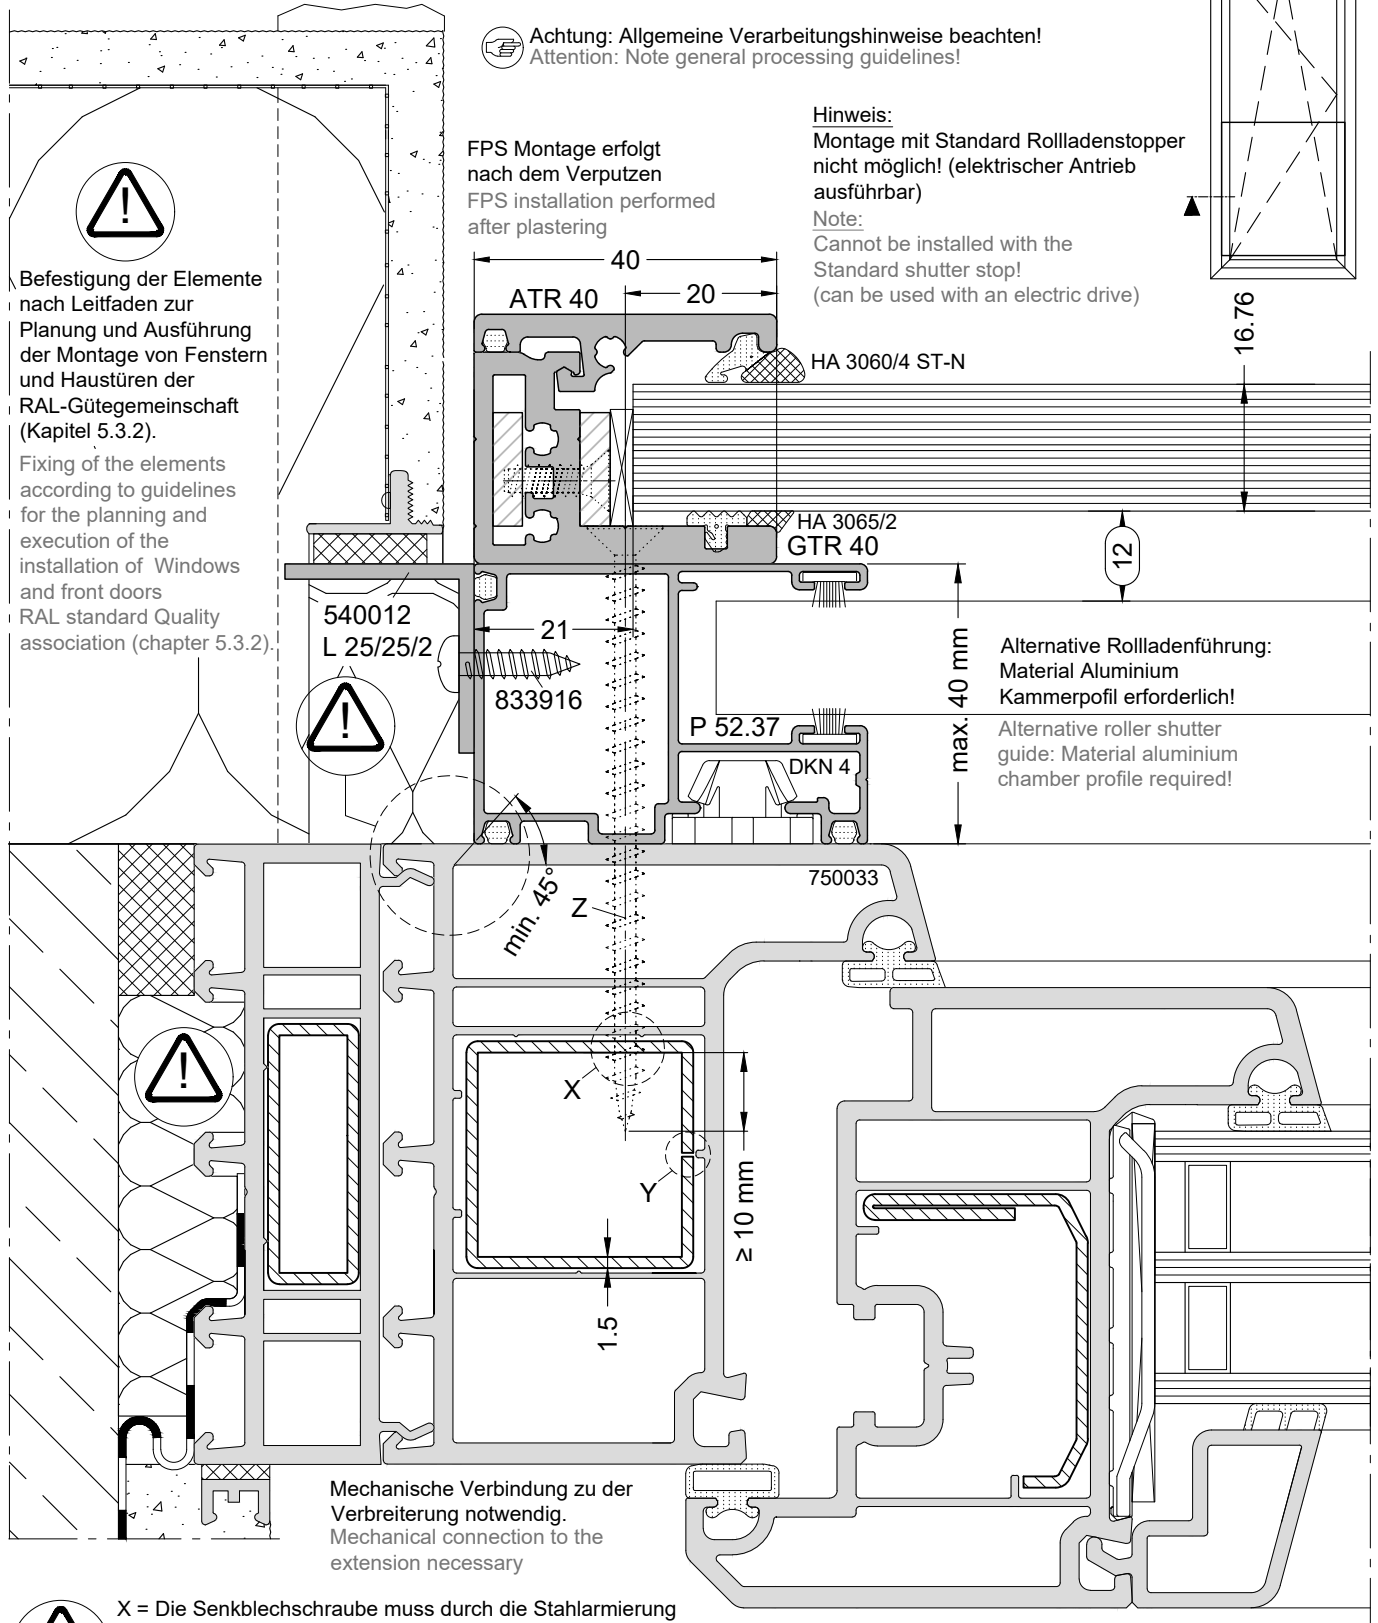 Achtung: Allgemeine Verarbeitungshinweise beachten!
Attention: Note general processing guidelines!
Hinweis:
Montage mit Standard Rollladenstopper
nicht möglich! (elektrischer Antrieb
ausführbar)
Note:
Cannot be installed with the
Standard shutter stop!
(can be used with an electric drive)
FPS Montage erfolgt
nach dem Verputzen
FPS installation performed
after plastering
!
Befestigung der Elemente
nach Leitfaden zur
Planung und Ausführung
der Montage von Fenstern
und Haustüren der
RAL-Gütegemeinschaft
(Kapitel 5.3.2).
Fixing of the elements
according to guidelines
for the planning and
execution of the
installation of Windows
and front doors
RAL standard Quality
association (chapter 5.3.2).
40
ATR 40
20
16.76
HA 3060/4 ST-N
HA 3065/2
GTR 40
12
540012
L 25/25/2
21
833916
!
P 52.37
DKN 4
max. 40 mm
Alternative Rollladenführung:
Material Aluminium
Kammerpofil erforderlich!
Alternative roller shutter
guide: Material aluminium
chamber profile required!
min. 45°
750033
Z
!
X
Y
≥ 10 mm
1.5
Mechanische Verbindung zu der
Verbreiterung notwendig.
Mechanical connection to the
extension necessary
X = Die Senkblechschraube muss durch die Stahlarmierung